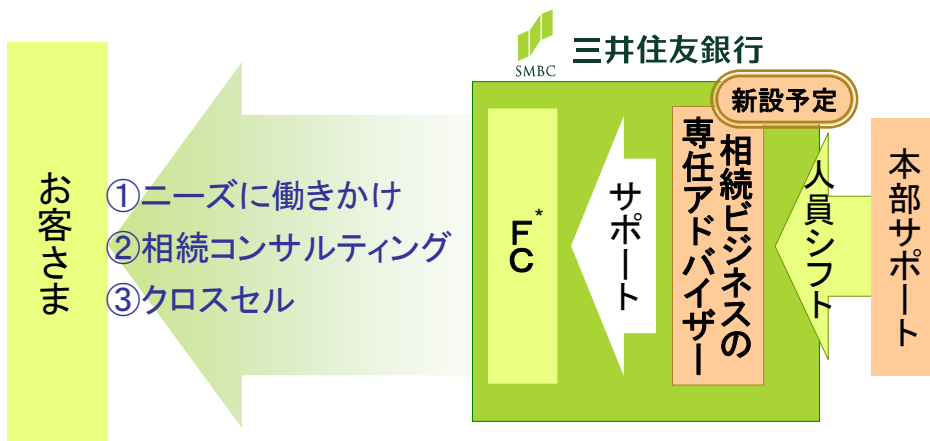 SMBC
三井住友銀行
新設予定
お客さま
①ニーズに働きかけ
②相続コンサルティング
③クロスセル
FC*
サポート
相続ビジネスの
専任アドバイザー
人員シフト
本部サポート